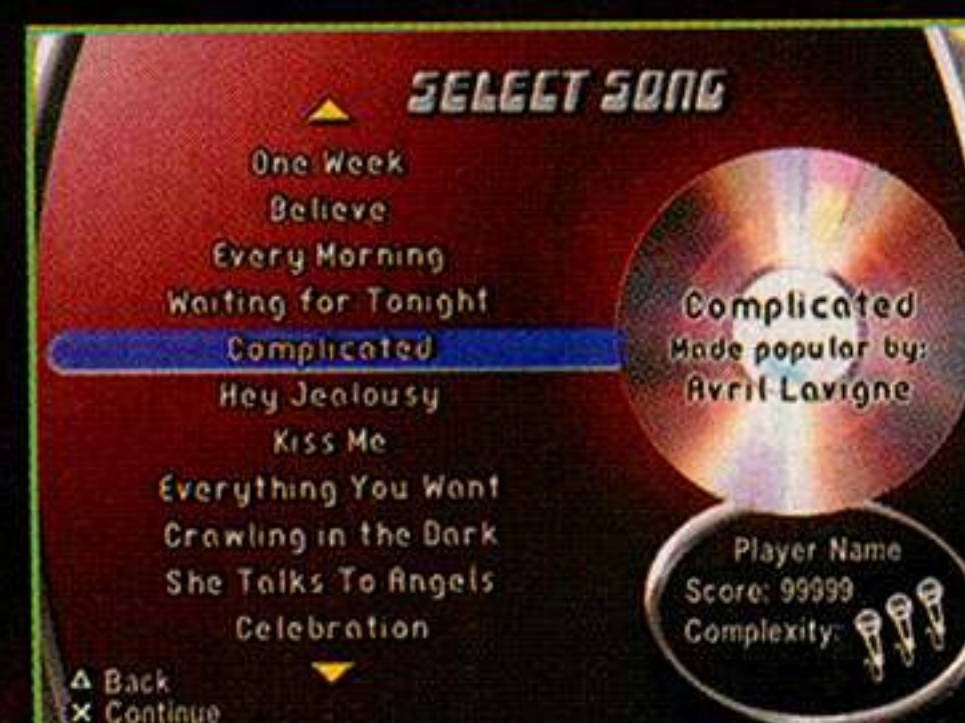 SELECT SONG
One Week
Believe
Every Morning
Waiting for Tonight
Complicated
Hey Jealousy
Kiss Me
Everything You Want
Crawling in the Dark
She Talks To Angels
Celebration
Complicated
Made popular by:
Avril Lavigne
Player Name
Score: 99999
Complexity:
Back
X Continue